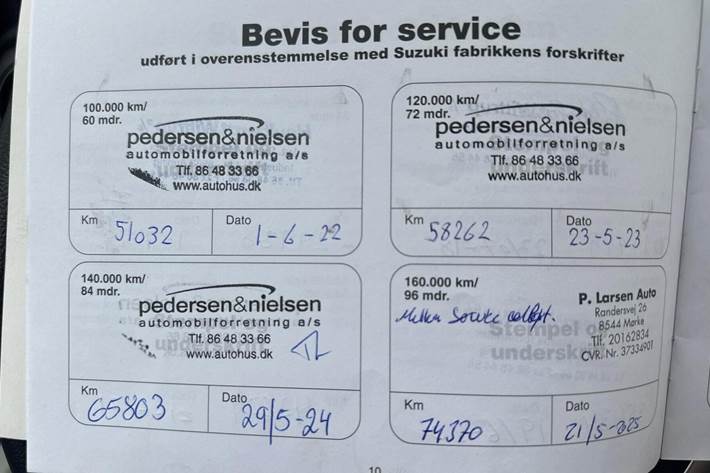 Bevis for service
udført i overensstemmelse med Suzuki fabrikkens forskrifter
100.000 km/
60 mdr.
pedersen&nielsen
automobilforretning a/s
Tlf. 86 48 33 66
www.autohus.dk
Km
51032
Dato
1-6-22
120.000 km/
72 mdr.
pedersen&nielsen
automobilforretning a/s
Tlf. 86 48 33 66
www.autohus.dk
Km
58262
Dato
23-5-23
140.000 km/
84 mdr.
pedersen&nielsen
automobilforretning a/s
Tlf. 86 48 33 66
www.autohus.dk
Km
65803
Dato
29/5-24
160.000 km/
96 mdr.
P. Larsen Auto
Randersvej 26
8544 Mørke
Tlf. 20162834
CVR. Nr. 37334901
Stempel og
underskrift
Km
74370
Dato
21/5-2025
10